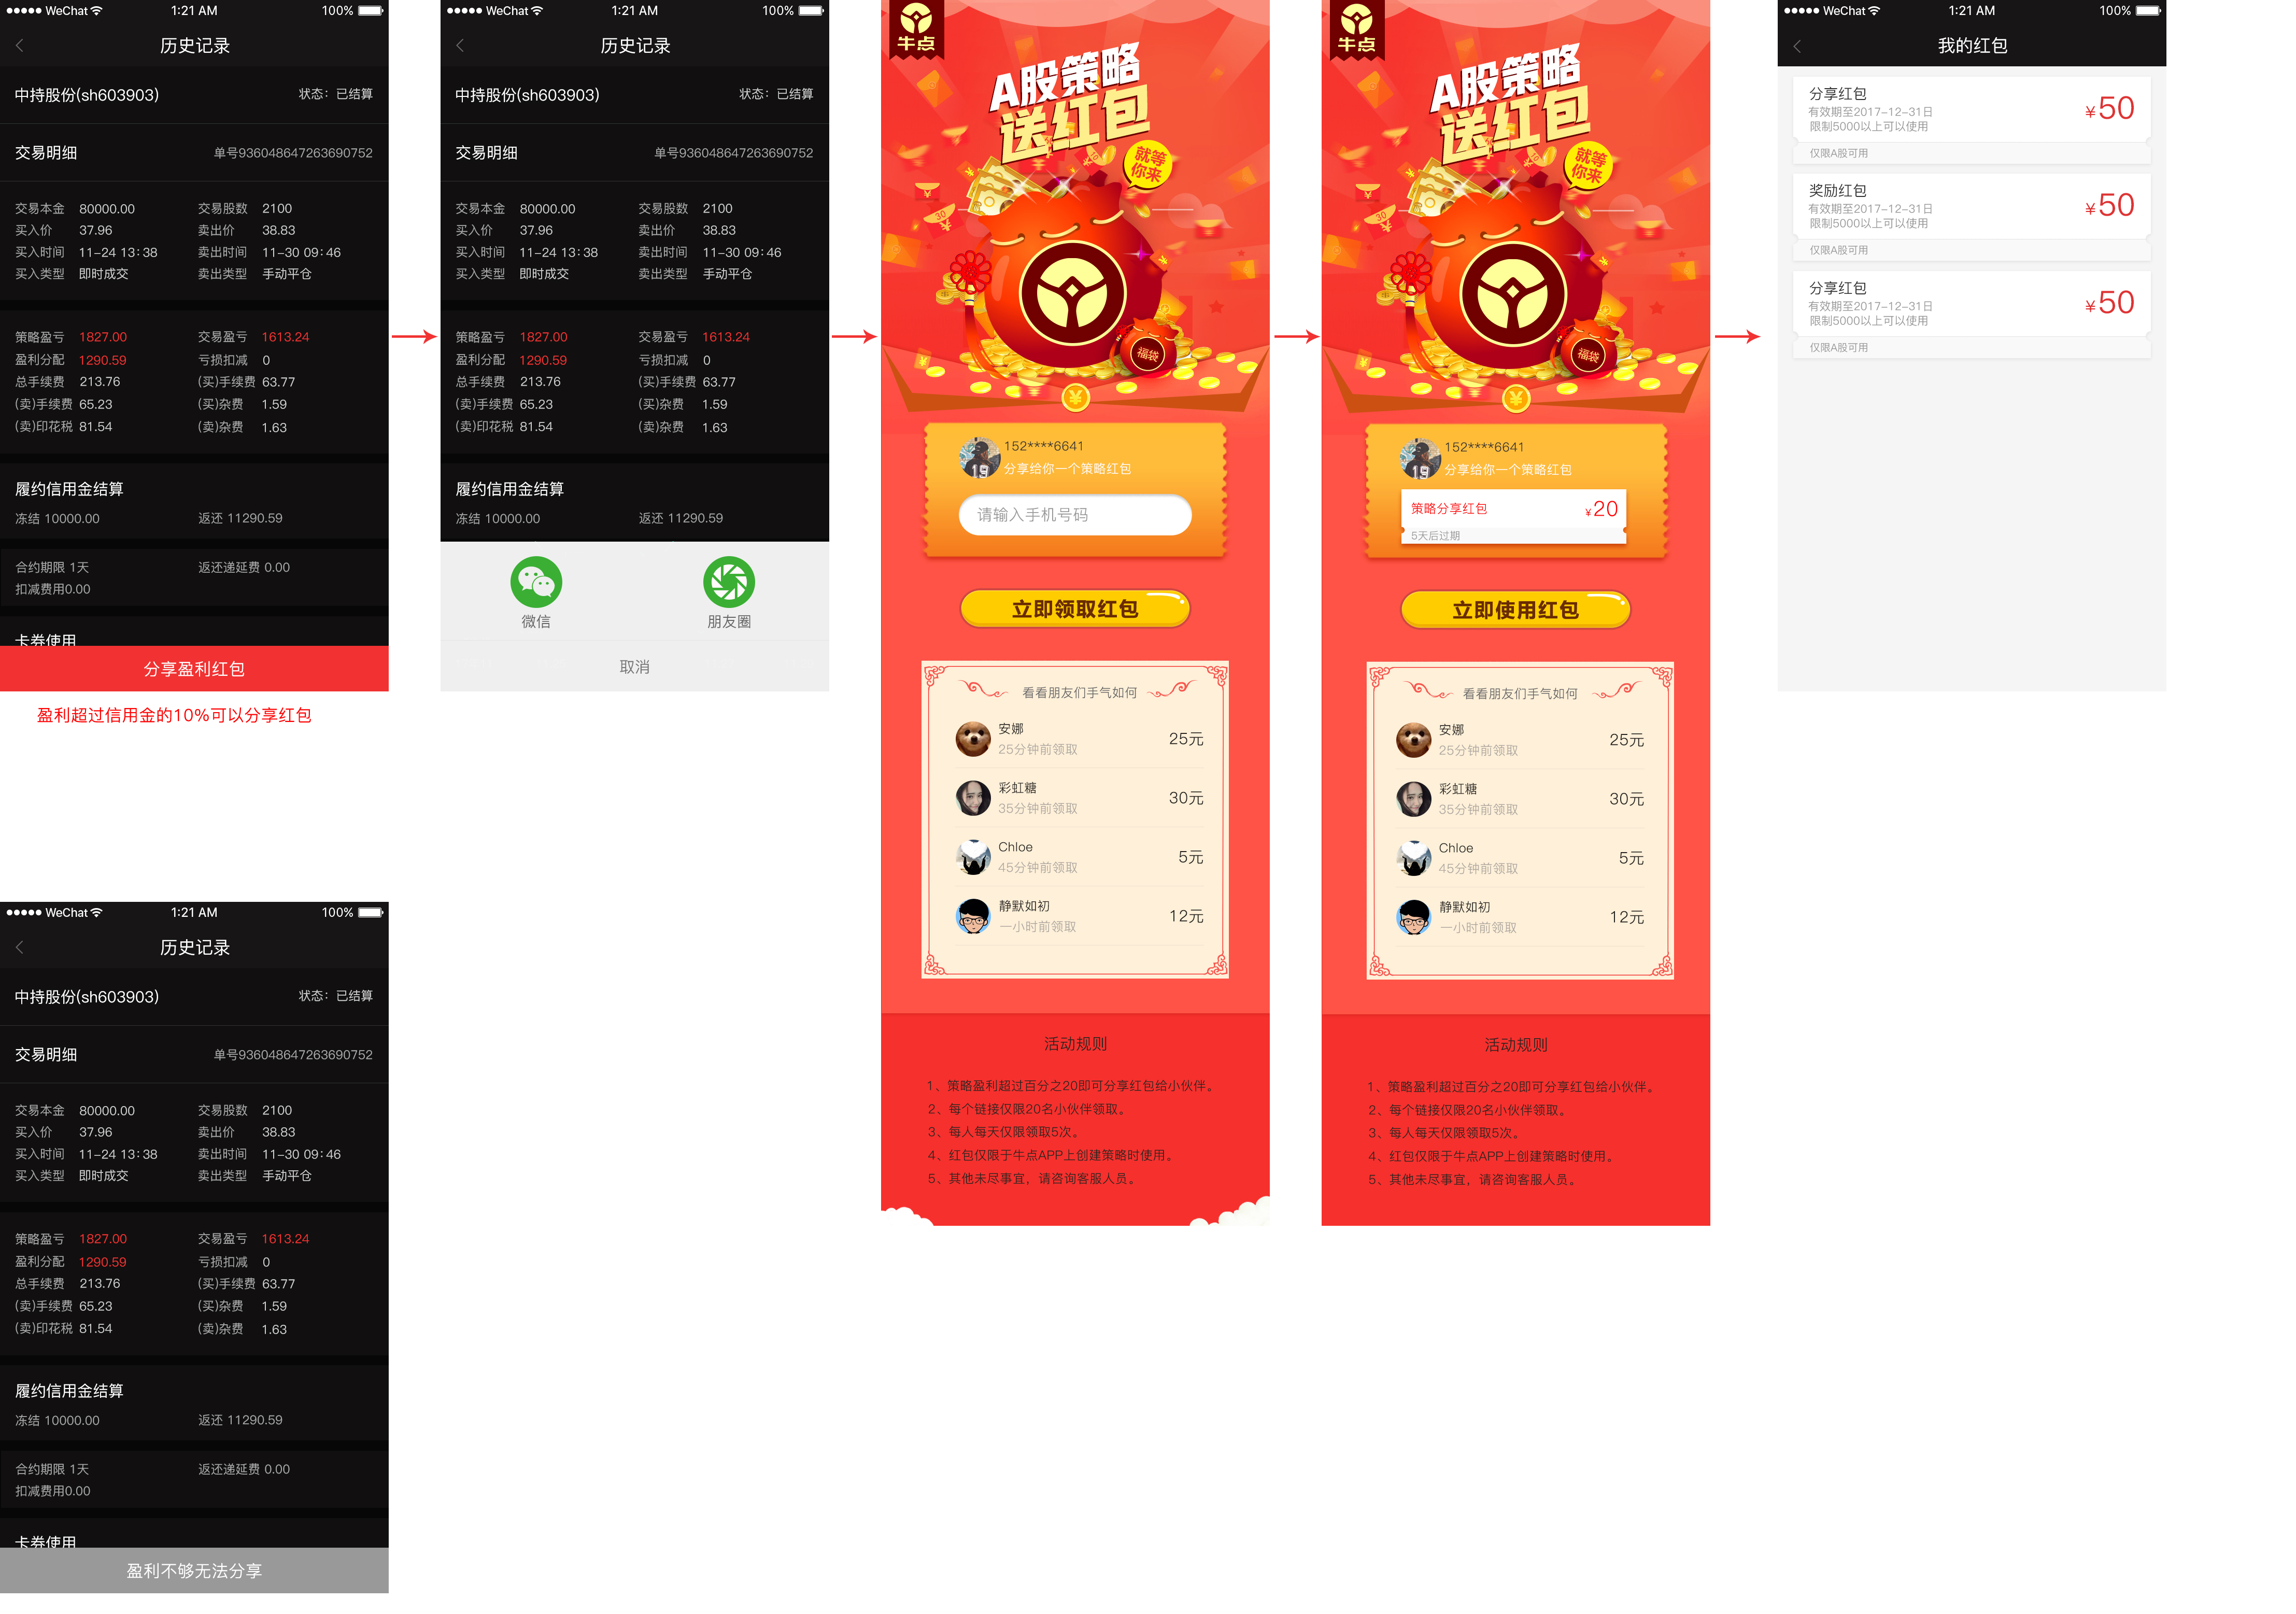 WeChat 1:21 AM 100%
历史记录
中持股份(sh603903) 状态：已结算
交易明细 单号936048647263690752
交易本金 80000.00 交易股数 2100
买入价 37.96 卖出价 38.83
买入时间 11-24 13:38 卖出时间 11-30 09:46
买入类型 即时成交 卖出类型 手动平仓
策略盈亏 1827.00 交易盈亏 1613.24
盈利分配 1290.59 亏损扣减 0
总手续费 213.76 (买)手续费 63.77
(卖)手续费 65.23 (买)杂费 1.59
(卖)印花税 81.54 (卖)杂费 1.63
履约信用金结算
冻结 10000.00 返还 11290.59
合约期限 1天 返还递延费 0.00
扣减费用0.00
卡券使用
分享盈利红包
盈利超过信用金的10%可以分享红包
WeChat 1:21 AM 100%
历史记录
中持股份(sh603903) 状态：已结算
交易明细 单号936048647263690752
交易本金 80000.00 交易股数 2100
买入价 37.96 卖出价 38.83
买入时间 11-24 13:38 卖出时间 11-30 09:46
买入类型 即时成交 卖出类型 手动平仓
策略盈亏 1827.00 交易盈亏 1613.24
盈利分配 1290.59 亏损扣减 0
总手续费 213.76 (买)手续费 63.77
(卖)手续费 65.23 (买)杂费 1.59
(卖)印花税 81.54 (卖)杂费 1.63
履约信用金结算
冻结 10000.00 返还 11290.59
微信 朋友圈
取消
牛点
A股策略
送红包
就等
你来
30
福袋
¥
19
152****6641
分享给你一个策略红包
请输入手机号码
立即领取红包
看看朋友们手气如何
安娜
25分钟前领取
25元
彩虹糖
35分钟前领取
30元
Chloe
45分钟前领取
5元
静默如初
一小时前领取
12元
活动规则
1、策略盈利超过百分之20即可分享红包给小伙伴。
2、每个链接仅限20名小伙伴领取。
3、每人每天仅限领取5次。
4、红包仅限于牛点APP上创建策略时使用。
5、其他未尽事宜，请咨询客服人员。
牛点
A股策略
送红包
就等
你来
30
福袋
¥
19
152****6641
分享给你一个策略红包
策略分享红包 ¥20
5天后过期
立即使用红包
看看朋友们手气如何
安娜
25分钟前领取
25元
彩虹糖
35分钟前领取
30元
Chloe
45分钟前领取
5元
静默如初
一小时前领取
12元
活动规则
1、策略盈利超过百分之20即可分享红包给小伙伴。
2、每个链接仅限20名小伙伴领取。
3、每人每天仅限领取5次。
4、红包仅限于牛点APP上创建策略时使用。
5、其他未尽事宜，请咨询客服人员。
WeChat 1:21 AM 100%
我的红包
分享红包
有效期至2017-12-31日
限制5000以上可以使用
¥50
仅限A股可用
奖励红包
有效期至2017-12-31日
限制5000以上可以使用
¥50
仅限A股可用
分享红包
有效期至2017-12-31日
限制5000以上可以使用
¥50
仅限A股可用
WeChat 1:21 AM 100%
历史记录
中持股份(sh603903) 状态：已结算
交易明细 单号936048647263690752
交易本金 80000.00 交易股数 2100
买入价 37.96 卖出价 38.83
买入时间 11-24 13:38 卖出时间 11-30 09:46
买入类型 即时成交 卖出类型 手动平仓
策略盈亏 1827.00 交易盈亏 1613.24
盈利分配 1290.59 亏损扣减 0
总手续费 213.76 (买)手续费 63.77
(卖)手续费 65.23 (买)杂费 1.59
(卖)印花税 81.54 (卖)杂费 1.63
履约信用金结算
冻结 10000.00 返还 11290.59
合约期限 1天 返还递延费 0.00
扣减费用0.00
卡券使用
盈利不够无法分享